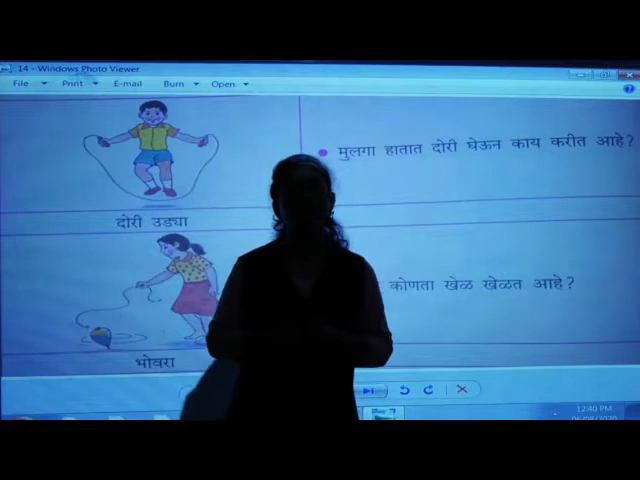 14 - Windows Photo Viewer
File Print E-mail Burn Open
मुलगा हातात दोरी घेऊन काय करीत आहे?
दोरी उड्या
कोणता खेळ खेळत आहे?
भोवरा
12:40 PM